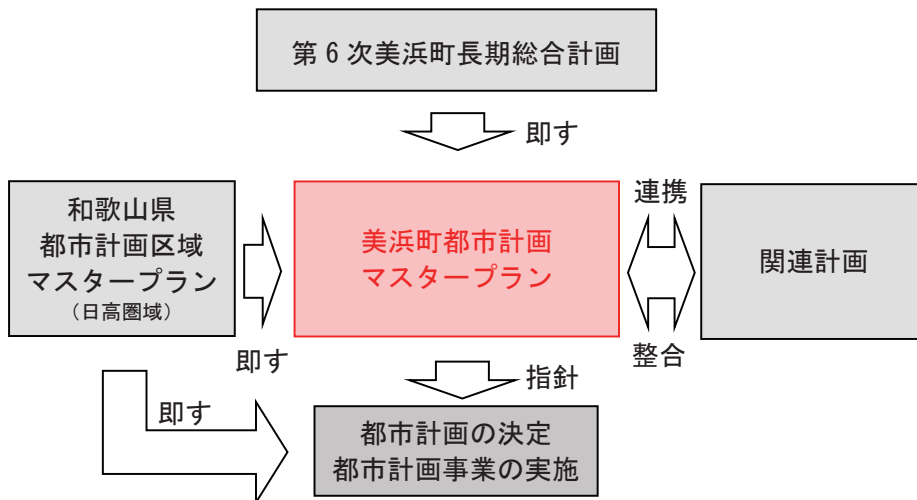 第6次美浜町長期総合計画
即す
和歌山県
都市計画区域
マスタープラン
（日高圏域）
即す
美浜町都市計画
マスタープラン
連携
整合
関連計画
指針
即す
都市計画の決定
都市計画事業の実施